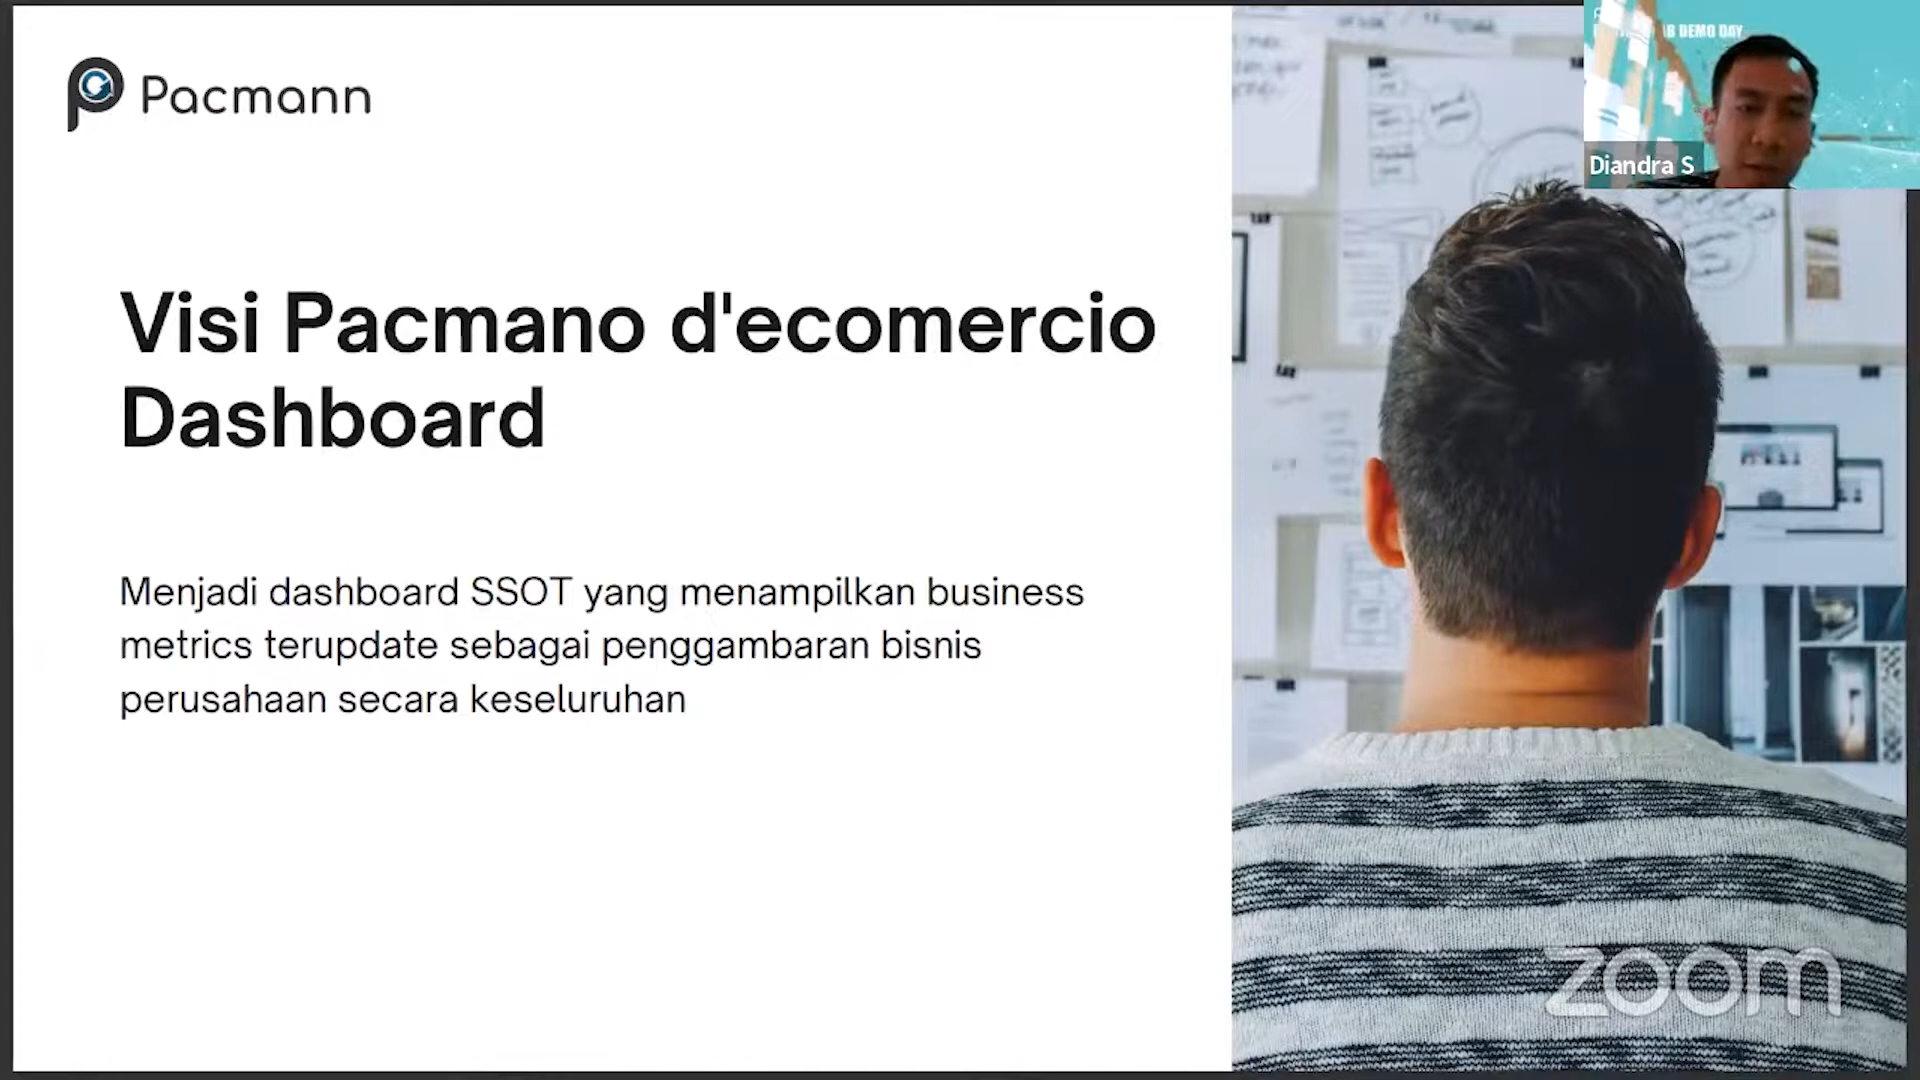 Pacmann
B DEMO DAY
Diandra S
Visi Pacmano d'ecomercio
Dashboard
Menjadi dashboard SSOT yang menampilkan business
metrics terupdate sebagai penggambaran bisnis
perusahaan secara keseluruhan
zoom